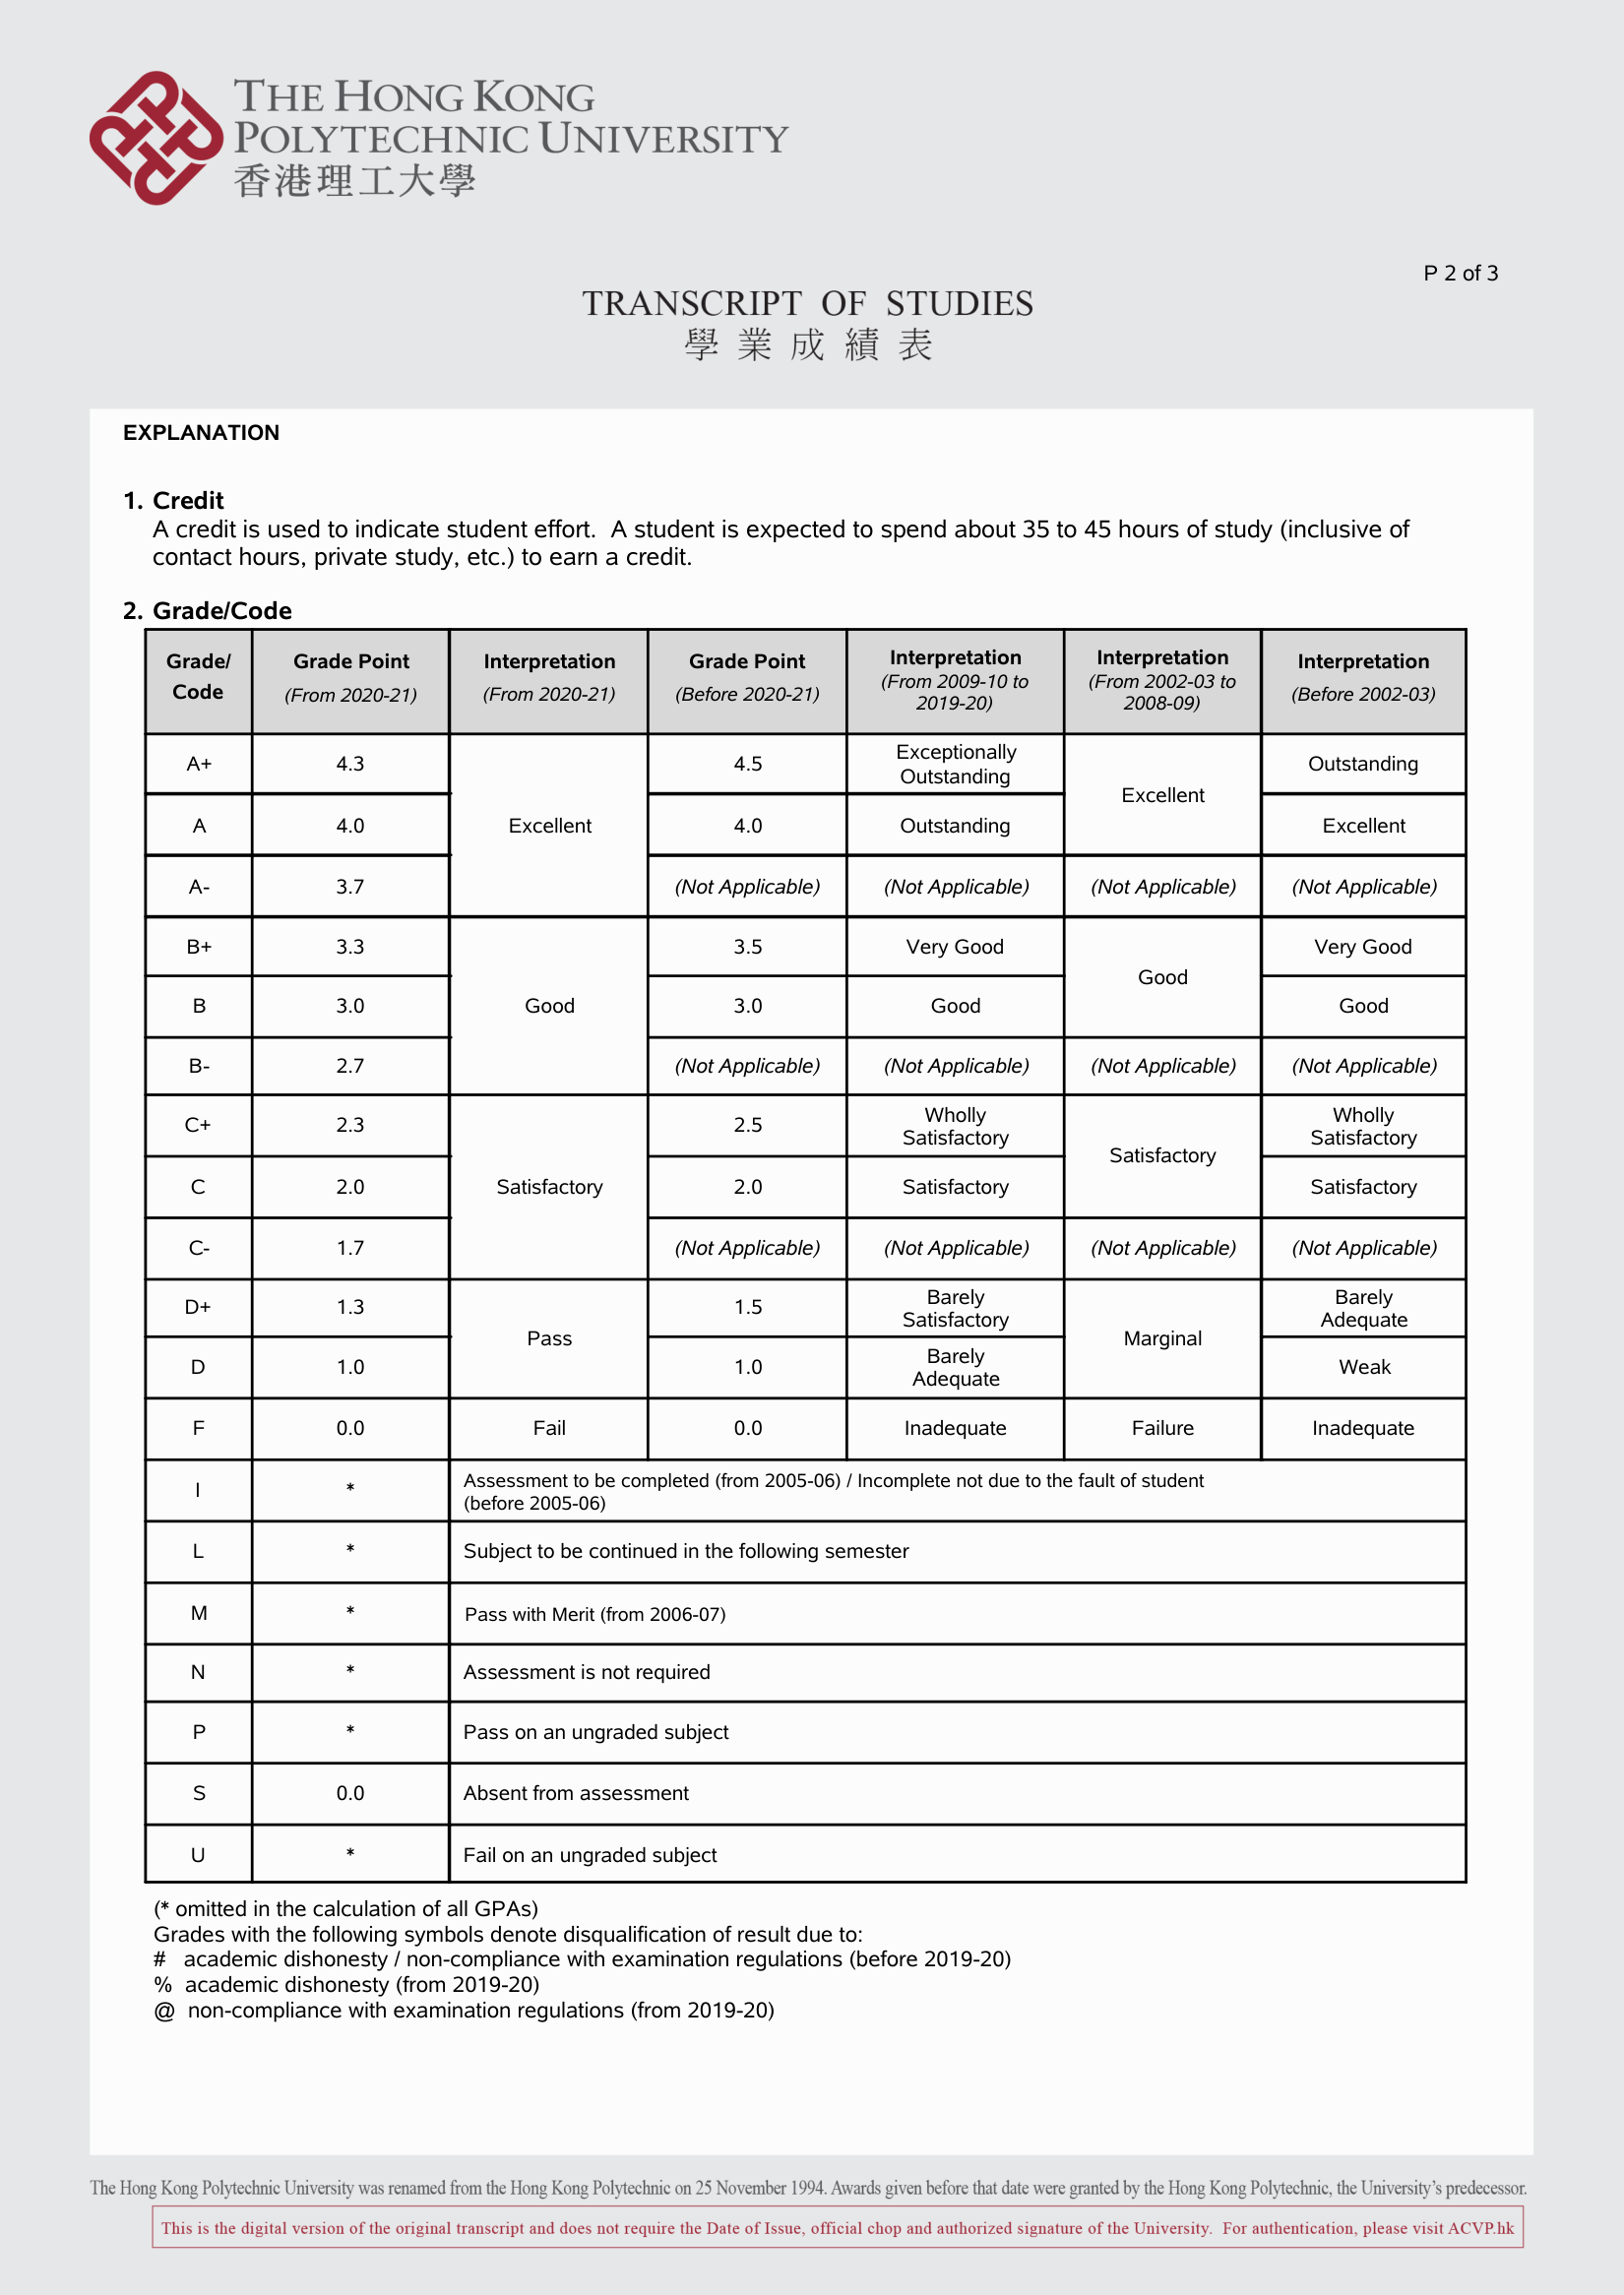 THE HONG KONG
POLYTECHNIC UNIVERSITY
香港理工大學
P 2 of 3
TRANSCRIPT OF STUDIES
學業成績表
EXPLANATION
1. Credit
A credit is used to indicate student effort. A student is expected to spend about 35 to 45 hours of study (inclusive of
contact hours, private study, etc.) to earn a credit.
2. Grade/Code
Grade/ Code | Grade Point (From 2020-21) | Interpretation (From 2020-21) | Grade Point (Before 2020-21) | Interpretation (From 2009-10 to 2019-20) | Interpretation (From 2002-03 to 2008-09) | Interpretation (Before 2002-03)
A+ 4.3 Excellent 4.5 Exceptionally Outstanding Excellent Outstanding
A 4.0 4.0 Outstanding Excellent
A- 3.7 (Not Applicable) (Not Applicable) (Not Applicable) (Not Applicable)
B+ 3.3 Good 3.5 Very Good Good Very Good
B 3.0 3.0 Good Good
B- 2.7 (Not Applicable) (Not Applicable) (Not Applicable) (Not Applicable)
C+ 2.3 Satisfactory 2.5 Wholly Satisfactory Satisfactory Wholly Satisfactory
C 2.0 2.0 Satisfactory Satisfactory
C- 1.7 (Not Applicable) (Not Applicable) (Not Applicable) (Not Applicable)
D+ 1.3 Pass 1.5 Barely Satisfactory Marginal Barely Adequate
D 1.0 1.0 Barely Adequate Weak
F 0.0 Fail 0.0 Inadequate Failure Inadequate
I * Assessment to be completed (from 2005-06) / Incomplete not due to the fault of student
(before 2005-06)
L * Subject to be continued in the following semester
M * Pass with Merit (from 2006-07)
N * Assessment is not required
P * Pass on an ungraded subject
S 0.0 Absent from assessment
U * Fail on an ungraded subject
(* omitted in the calculation of all GPAs)
Grades with the following symbols denote disqualification of result due to:
# academic dishonesty / non-compliance with examination regulations (before 2019-20)
% academic dishonesty (from 2019-20)
@ non-compliance with examination regulations (from 2019-20)
The Hong Kong Polytechnic University was renamed from the Hong Kong Polytechnic on 25 November 1994. Awards given before that date were granted by the Hong Kong Polytechnic, the University’s predecessor.
This is the digital version of the original transcript and does not require the Date of Issue, official chop and authorized signature of the University. For authentication, please visit ACVP.hk